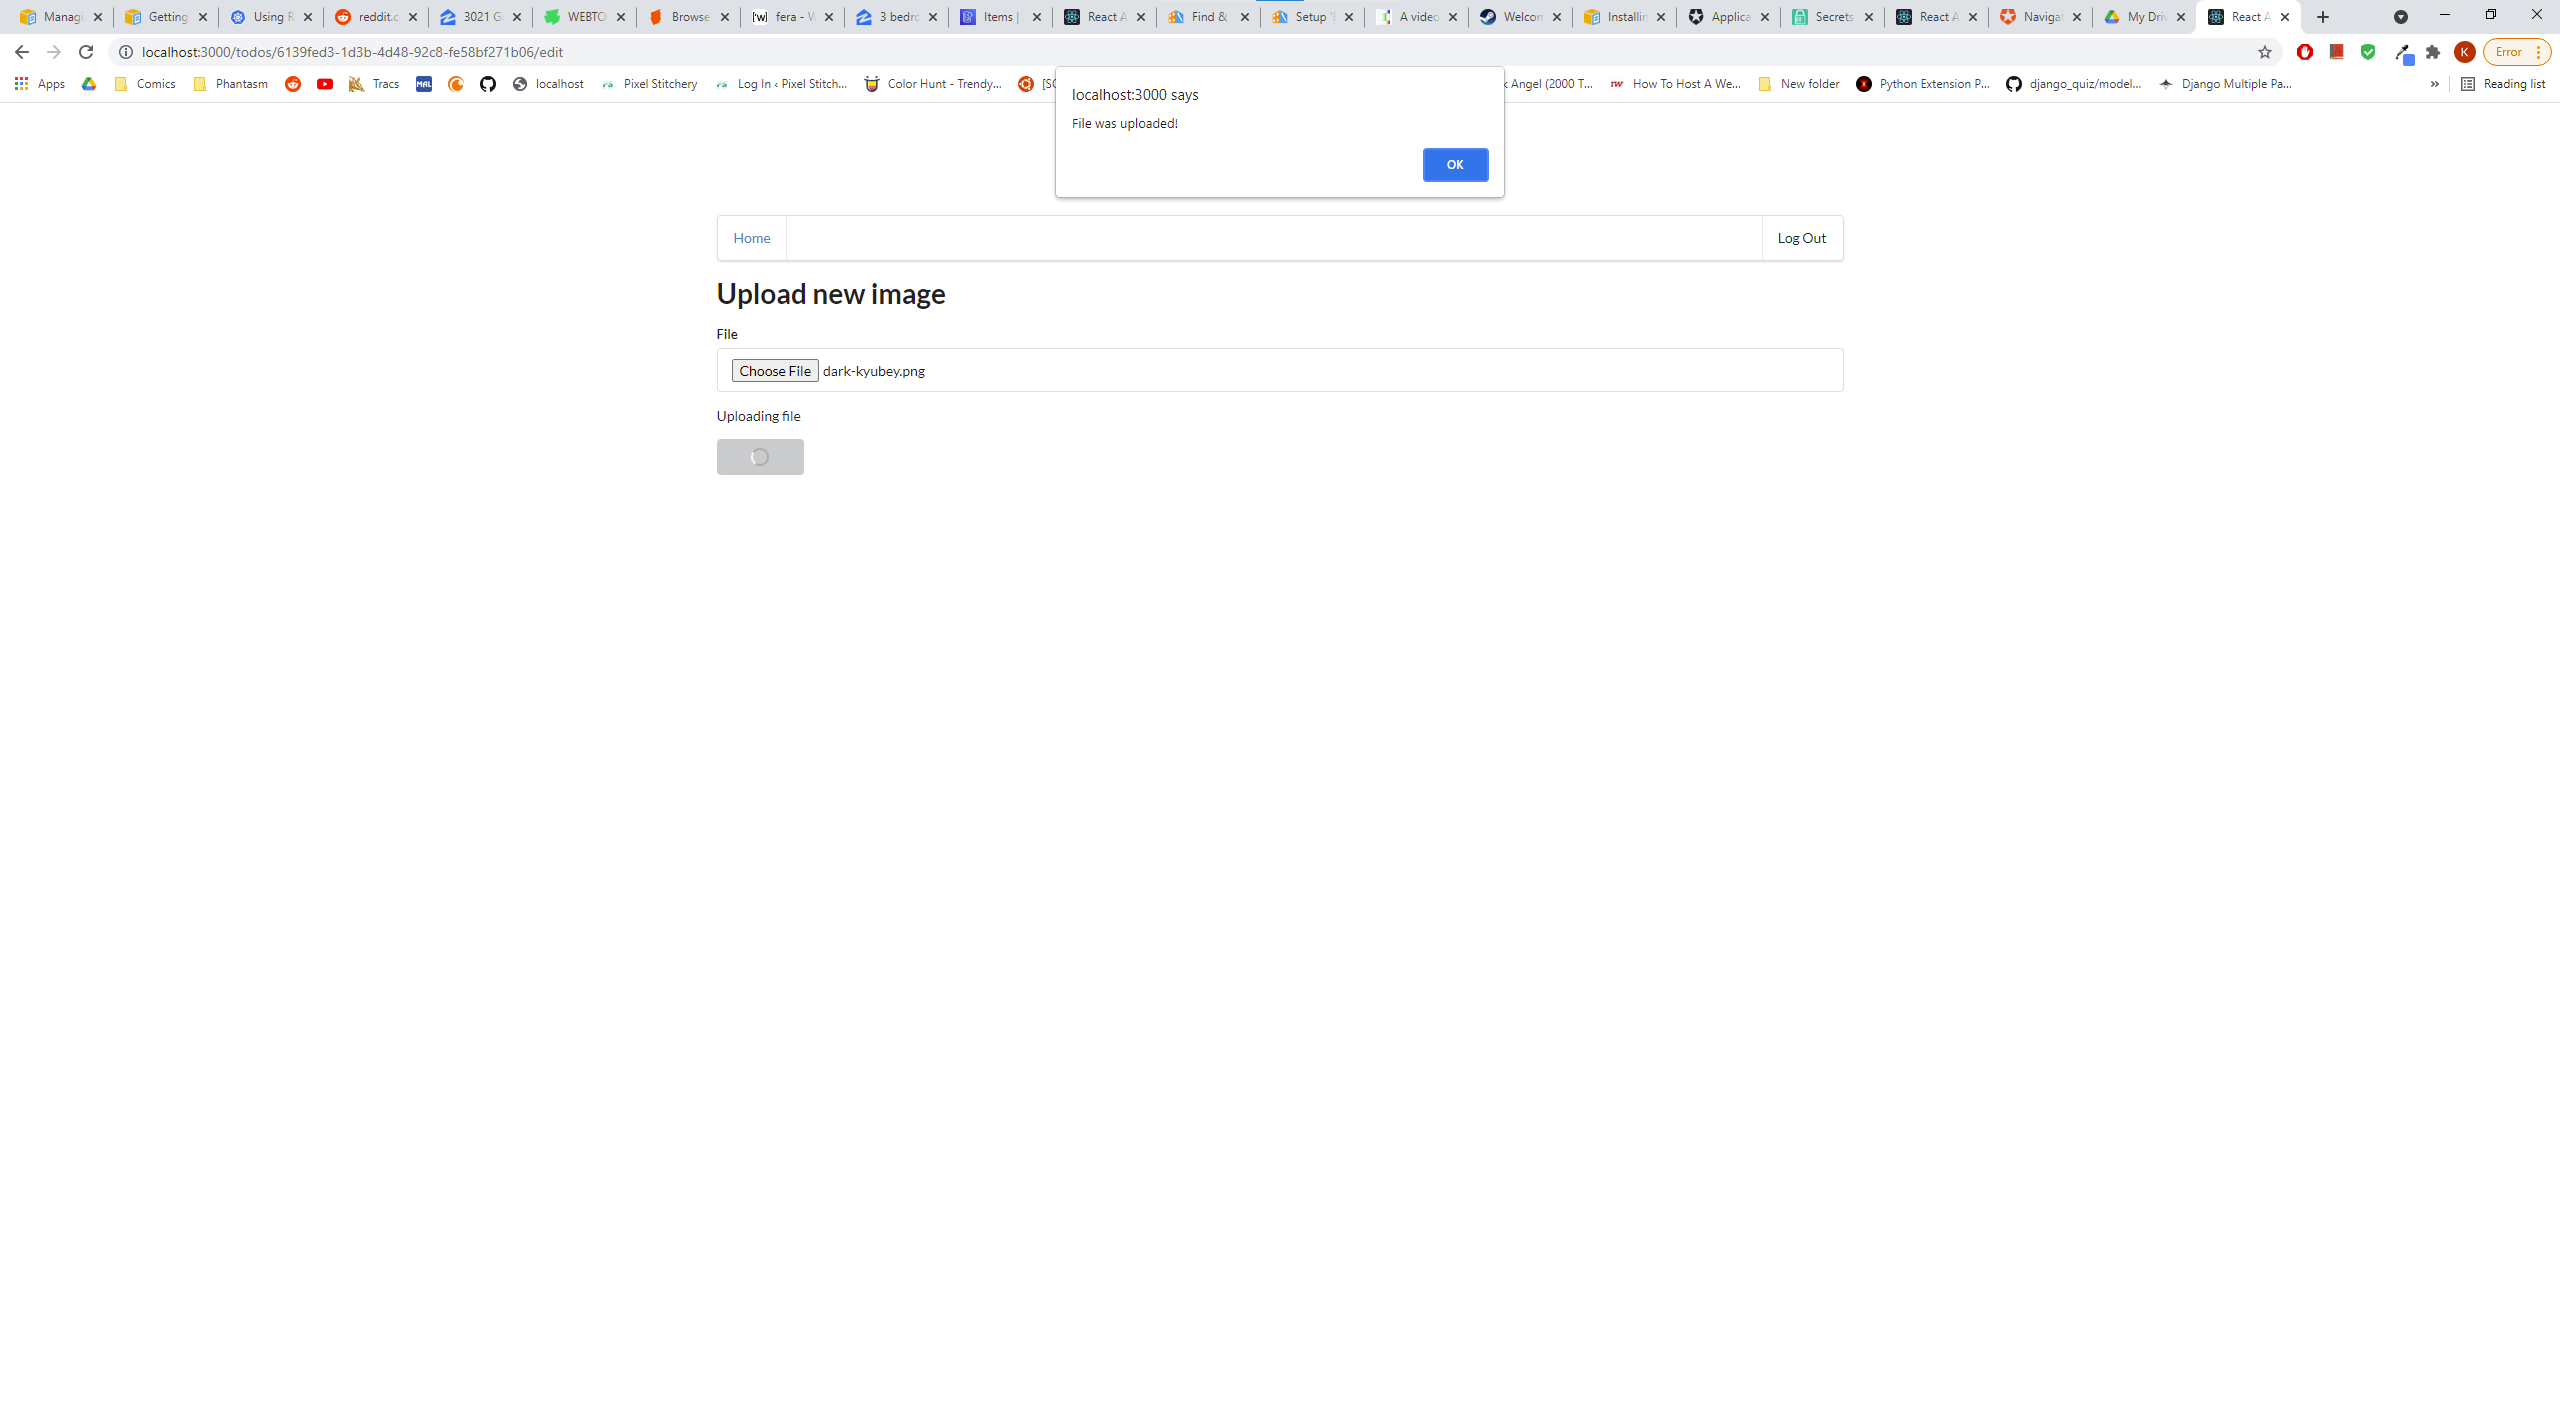 Manag
Getting
Using R
reddit.c
3021 G
WEBTO
Browse
fera - W
3 bedro
Items |
React A
Find &
Setup '
A video
Welcom
Installin
Applica
Secrets
React A
Navigat
My Driv
React A
localhost:3000/todos/6139fed3-1d3b-4d48-92c8-fe58bf271b06/edit
K
Error
Apps
Comics
Phantasm
Tracs
MAL
localhost
Pixel Stitchery
Log In ‹ Pixel Stitch...
Color Hunt - Trendy...
[SC
k Angel (2000 T...
rw
How To Host A We...
New folder
Python Extension P...
django_quiz/model...
Django Multiple Pa...
»
Reading list
localhost:3000 says
File was uploaded!
OK
Home
Log Out
Upload new image
File
Choose File dark-kyubey.png
Uploading file